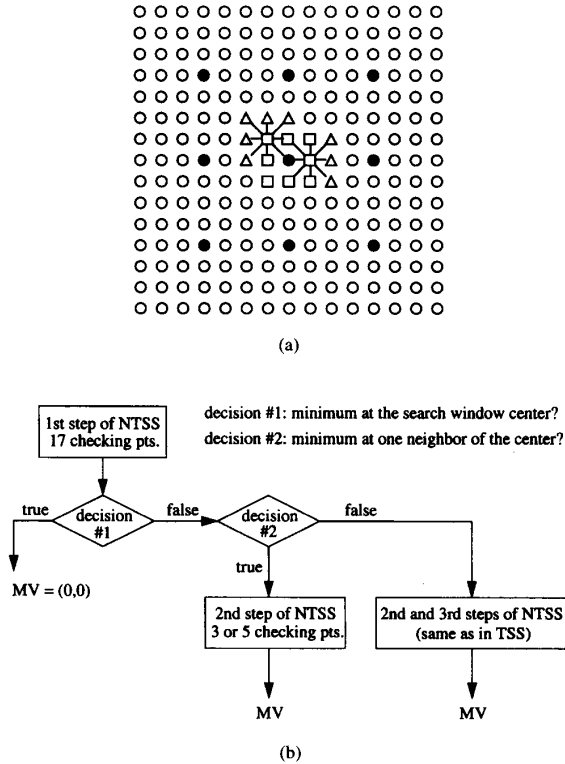 (a)
1st step of NTSS
17 checking pts.
decision #1: minimum at the search window center?
decision #2: minimum at one neighbor of the center?
true
decision
#1
false
decision
#2
false
true
MV = (0,0)
2nd step of NTSS
3 or 5 checking pts.
2nd and 3rd steps of NTSS
(same as in TSS)
MV
MV
(b)